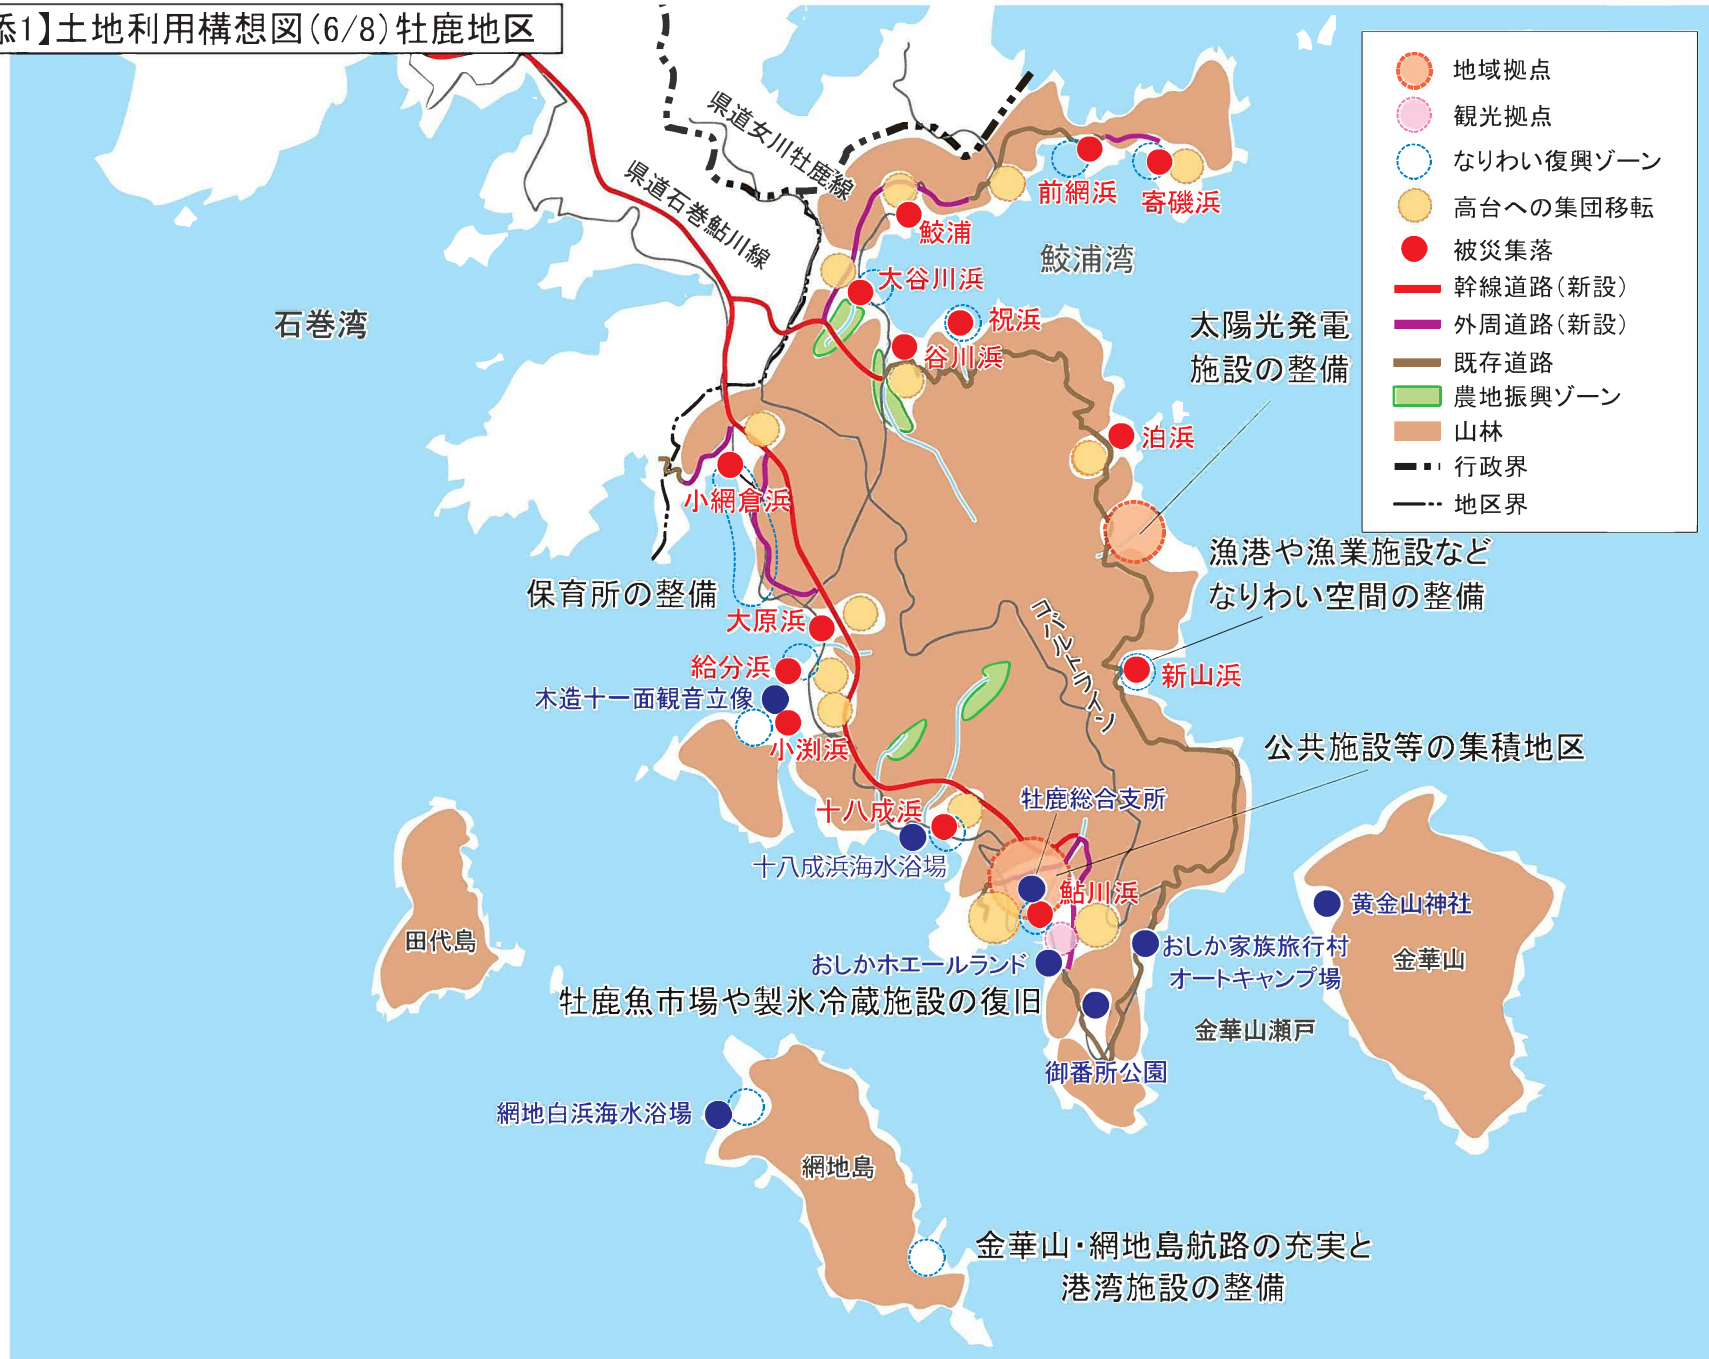 添1】土地利用構想図(6/8)牡鹿地区
地域拠点
観光拠点
なりわい復興ゾーン
高台への集団移転
被災集落
幹線道路(新設)
外周道路(新設)
既存道路
農地振興ゾーン
山林
行政界
地区界
県道女川牡鹿線
県道石巻鮎川線
前網浜
寄磯浜
鮫浦
鮫浦湾
大谷川浜
祝浜
谷川浜
石巻湾
太陽光発電
施設の整備
泊浜
小網倉浜
漁港や漁業施設など
なりわい空間の整備
保育所の整備
大原浜
コバルトライン
給分浜
新山浜
木造十一面観音立像
小渕浜
公共施設等の集積地区
牡鹿総合支所
十八成浜
十八成浜海水浴場
鮎川浜
黄金山神社
田代島
おしか家族旅行村
オートキャンプ場
金華山
おしかホエールランド
牡鹿魚市場や製氷冷蔵施設の復旧
金華山瀬戸
御番所公園
網地白浜海水浴場
網地島
金華山・網地島航路の充実と
港湾施設の整備